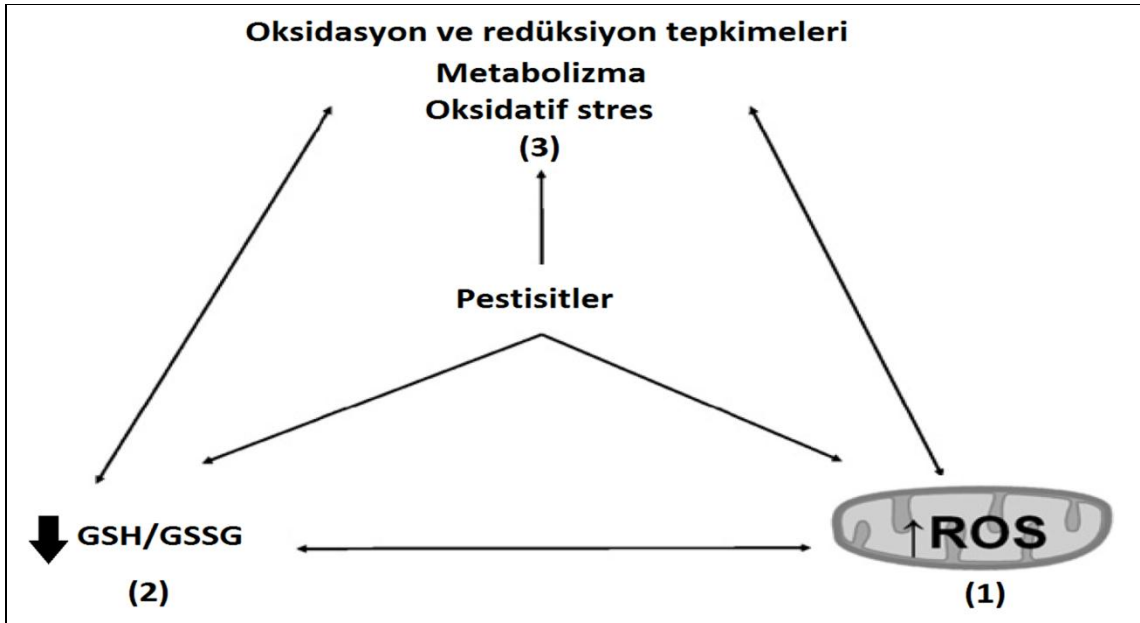 Oksidasyon ve redüksiyon tepkimeleri
Metabolizma
Oksidatif stres
(3)
Pestisitler
GSH/GSSG
(2)
↑ROS
(1)